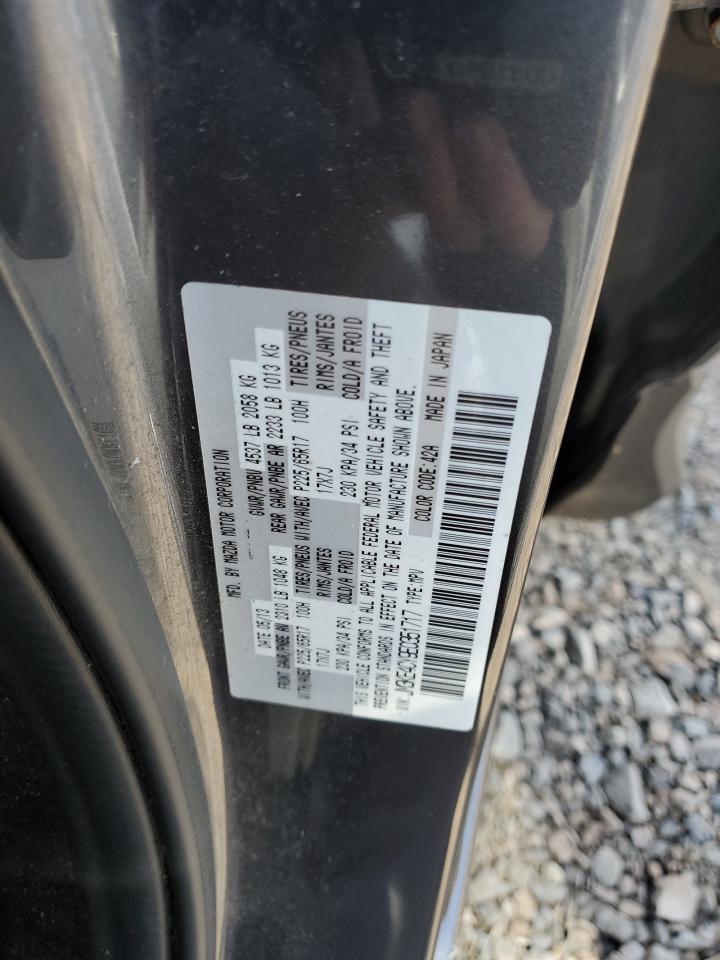 MFD. BY MAZDA MOTOR CORPORATION
DATE 05/13 GVWR/PNBV 4537 LB 2058 KG
FRONT GAWR/PNBE AV 2310 LB 1048 KG REAR GAWR/PNBE AR 2233 LB 1013 KG
WITH/AVEC P225/65R17 100H TIRES/PNEUS WITH/AVEC P225/65R17 100H TIRES/PNEUS
17X7J RIMS/JANTES 17X7J RIMS/JANTES
230 KPA/34 PSI COLD/A FROID 230 KPA/34 PSI COLD/A FROID
THIS VEHICLE CONFORMS TO ALL APPLICABLE FEDERAL MOTOR VEHICLE SAFETY AND THEFT
PREVENTION STANDARDS IN EFFECT ON THE DATE OF MANUFACTURE SHOWN ABOVE.
COLOR CODE:42A MADE IN JAPAN
VIN: TYPE:MPV